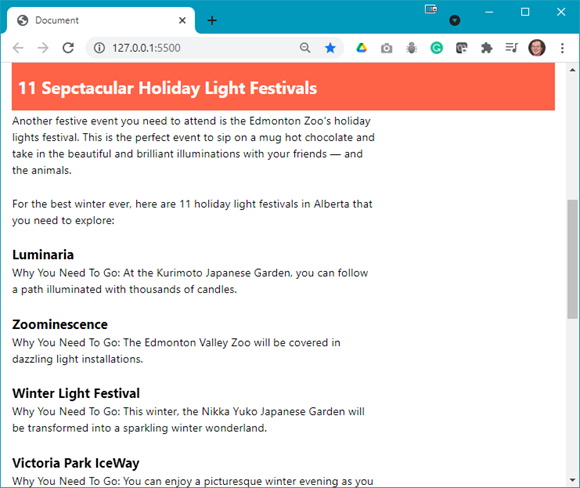 Document
127.0.0.1:5500
11 Sepctacular Holiday Light Festivals
Another festive event you need to attend is the Edmonton Zoo's holiday
lights festival. This is the perfect event to sip on a mug hot chocolate and
take in the beautiful and brilliant illuminations with your friends — and
the animals.
For the best winter ever, here are 11 holiday light festivals in Alberta that
you need to explore:
Luminaria
Why You Need To Go: At the Kurimoto Japanese Garden, you can follow
a path illuminated with thousands of candles.
Zoominescence
Why You Need To Go: The Edmonton Valley Zoo will be covered in
dazzling light installations.
Winter Light Festival
Why You Need To Go: This winter, the Nikka Yuko Japanese Garden will
be transformed into a sparkling winter wonderland.
Victoria Park IceWay
Why You Need To Go: You can enjoy a picturesque winter evening as you